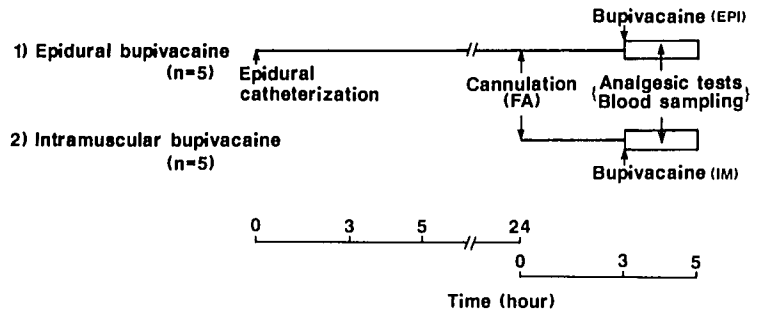 Bupivacaine (EPI)
1) Epidural bupivacaine
(n=5)
Epidural
catheterization
Cannulation
(FA)
{Analgesic tests}
{Blood sampling}
2) Intramuscular bupivacaine
(n=5)
Bupivacaine (IM)
0 3 5 24
0 3 5
Time (hour)